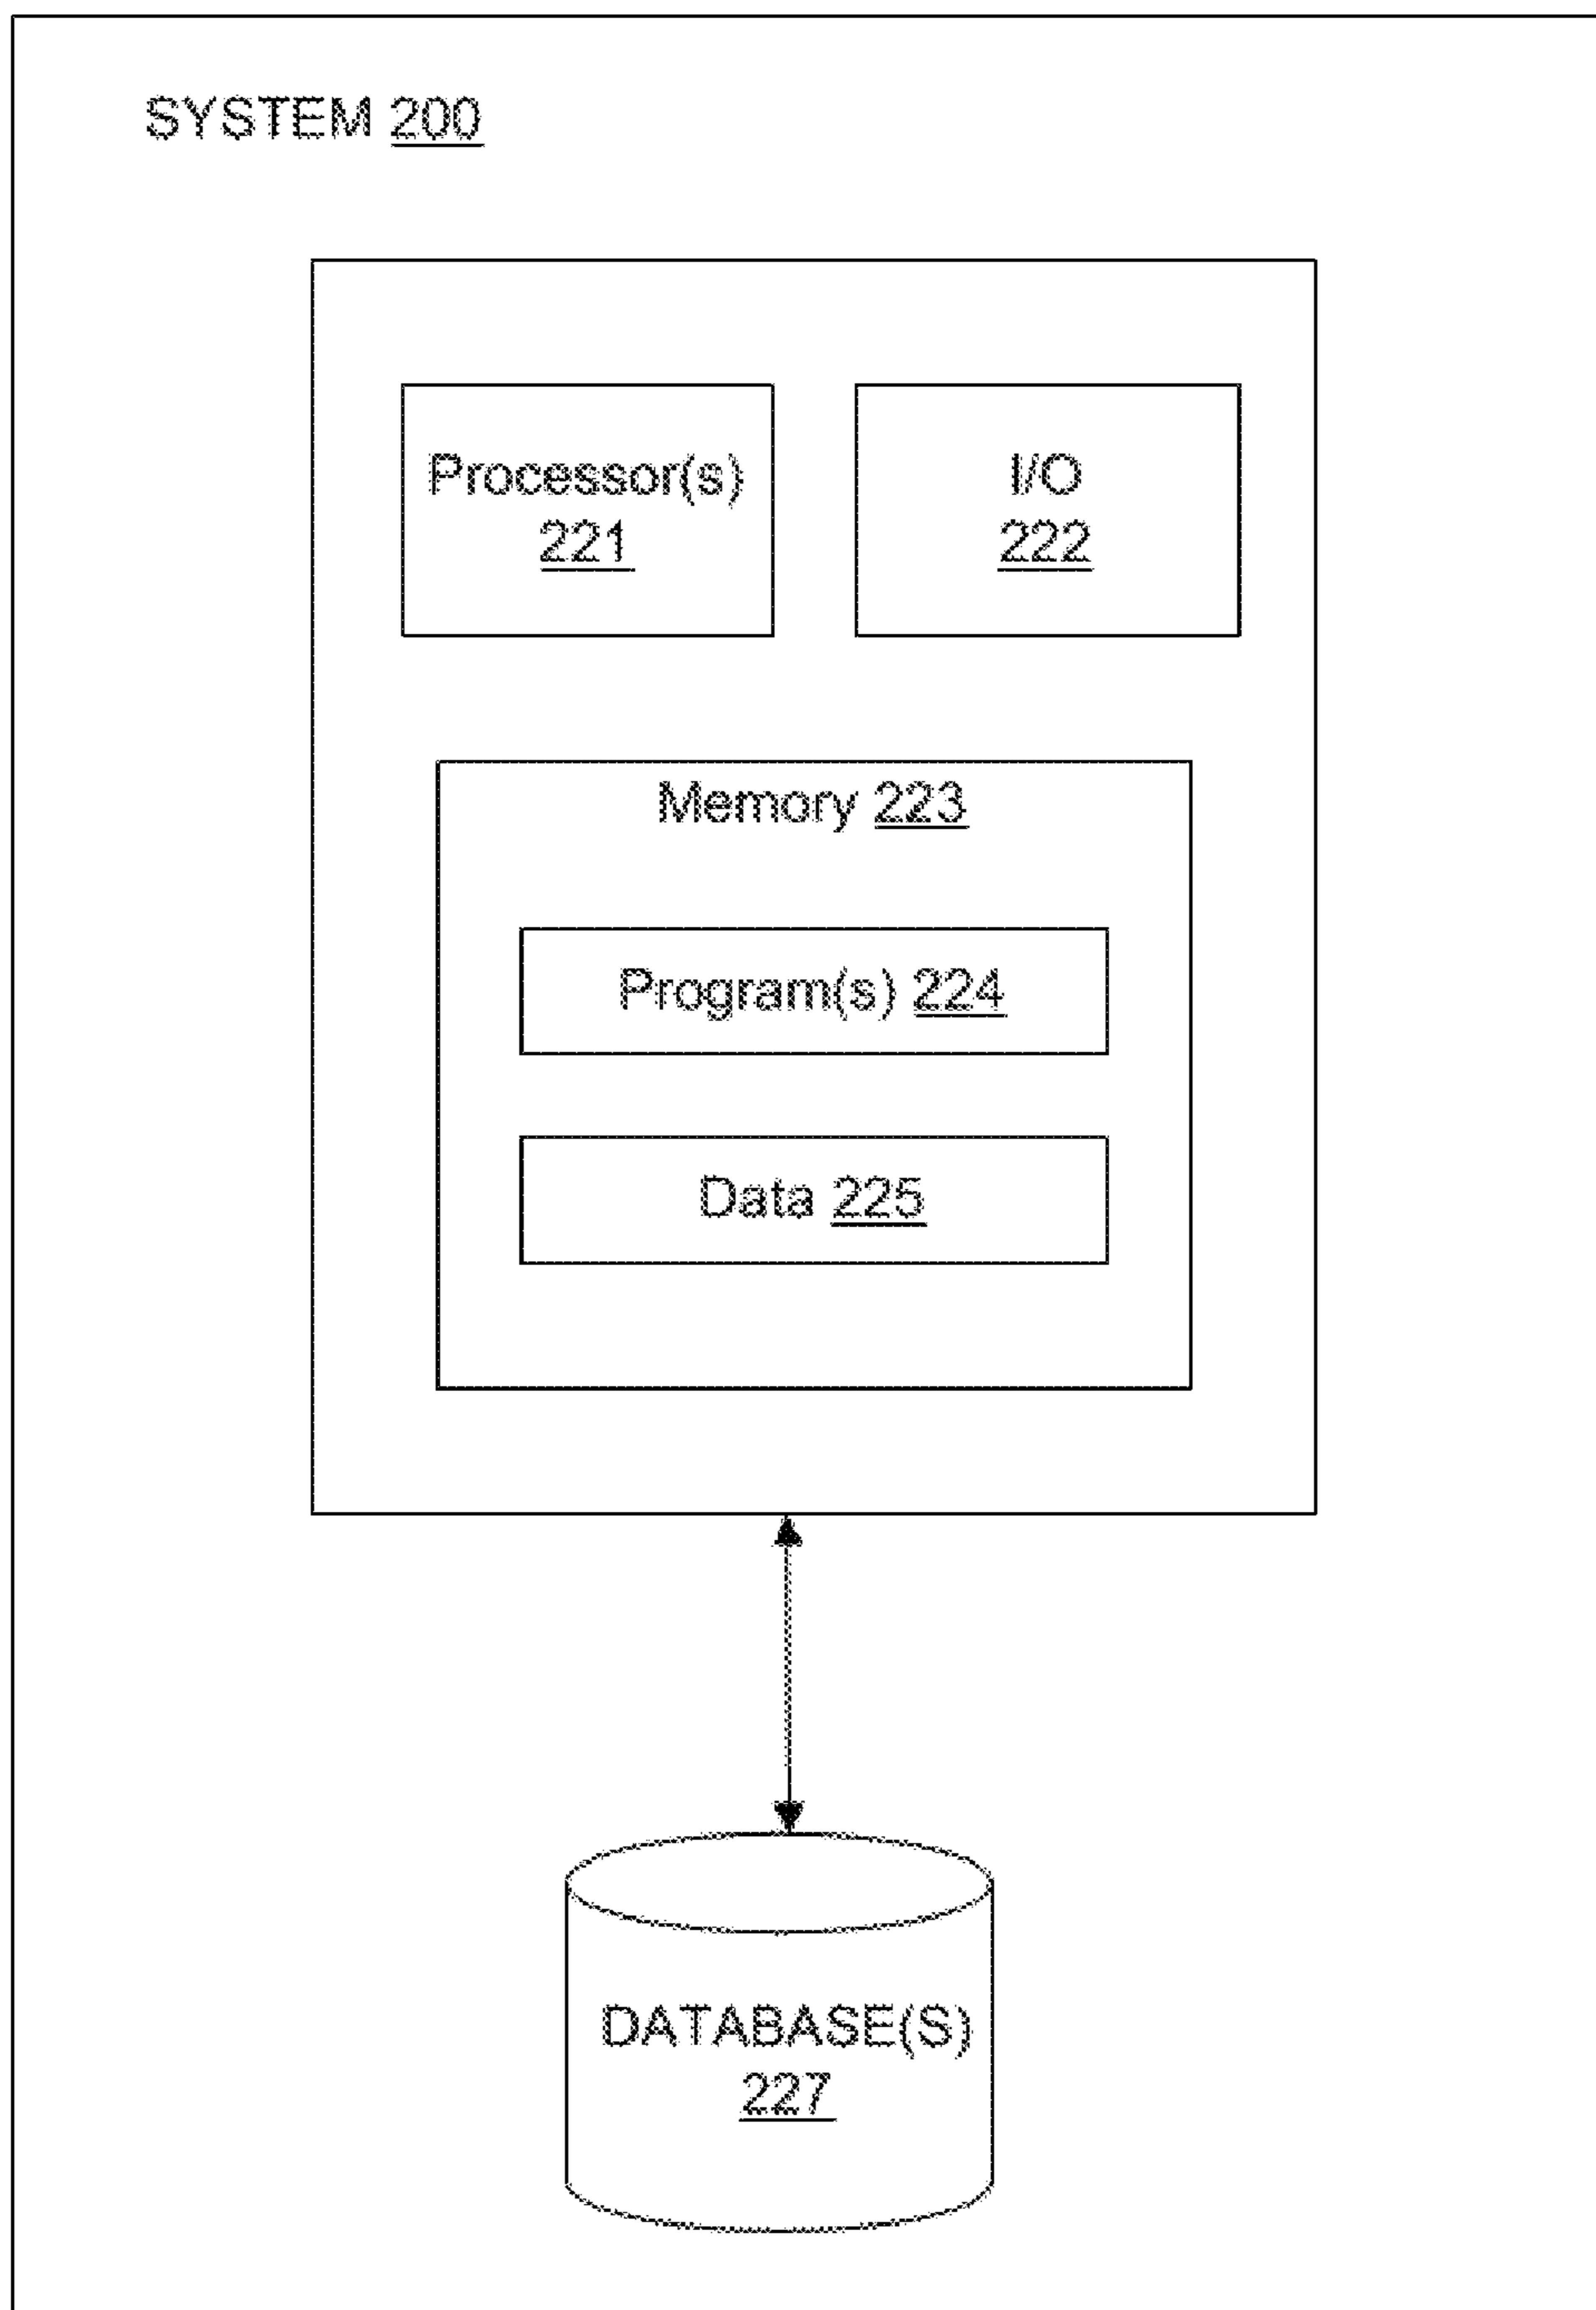 SYSTEM 200
Processor(s)
221
I/O
222
Memory 223
Program(s) 224
Data 225
DATABASE(S)
227